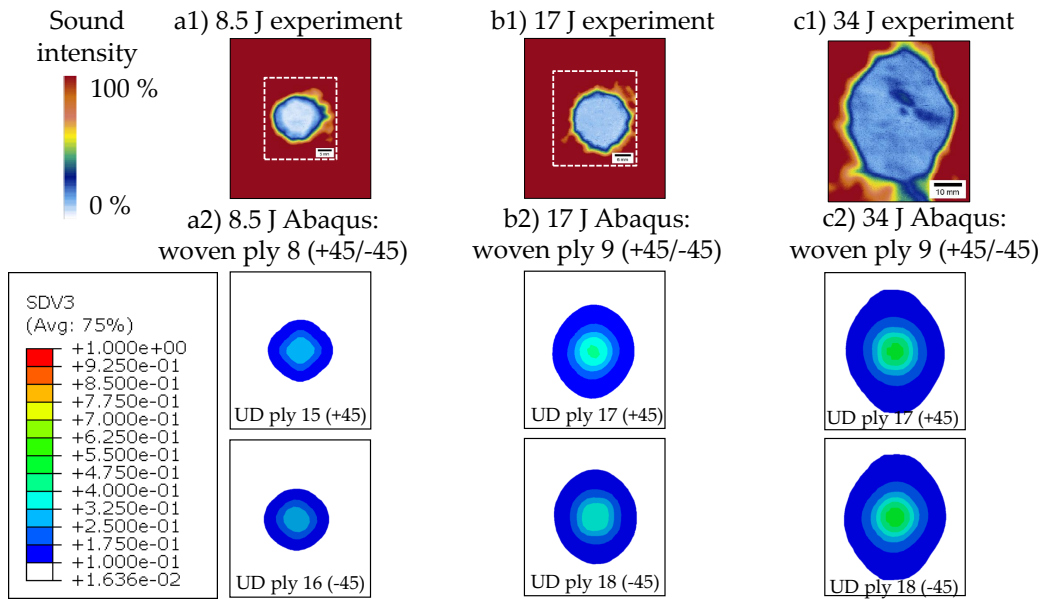 Sound
intensity
100 %
0 %
a1) 8.5 J experiment
b1) 17 J experiment
c1) 34 J experiment
10 mm
a2) 8.5 J Abaqus:
woven ply 8 (+45/-45)
b2) 17 J Abaqus:
woven ply 9 (+45/-45)
c2) 34 J Abaqus:
woven ply 9 (+45/-45)
SDV3
(Avg: 75%)
+1.000e+00
+9.250e-01
+8.500e-01
+7.750e-01
+7.000e-01
+6.250e-01
+5.500e-01
+4.750e-01
+4.000e-01
+3.250e-01
+2.500e-01
+1.750e-01
+1.000e-01
+1.636e-02
UD ply 15 (+45)
UD ply 17 (+45)
UD ply 17 (+45)
UD ply 16 (-45)
UD ply 18 (-45)
UD ply 18 (-45)